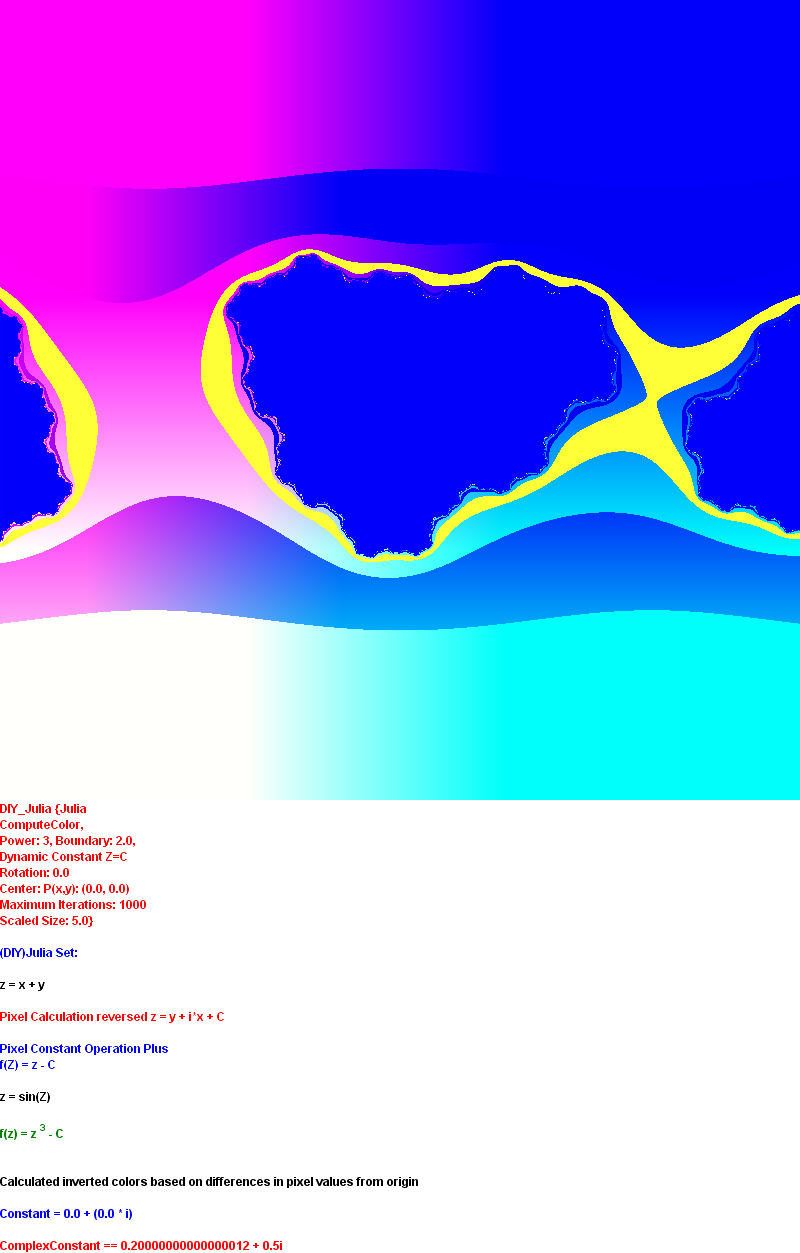 DIY_Julia {Julia
ComputeColor,
Power: 3, Boundary: 2.0,
Dynamic Constant Z=C
Rotation: 0.0
Center: P(x,y): (0.0, 0.0)
Maximum Iterations: 1000
Scaled Size: 5.0}
(DIY)Julia Set:
z = x + y
Pixel Calculation reversed z = y + i*x + C
Pixel Constant Operation Plus
f(Z) = z - C
z = sin(Z)
f(z) = z ³ - C
Calculated inverted colors based on differences in pixel values from origin
Constant = 0.0 + (0.0 * i)
ComplexConstant == 0.20000000000000012 + 0.5i